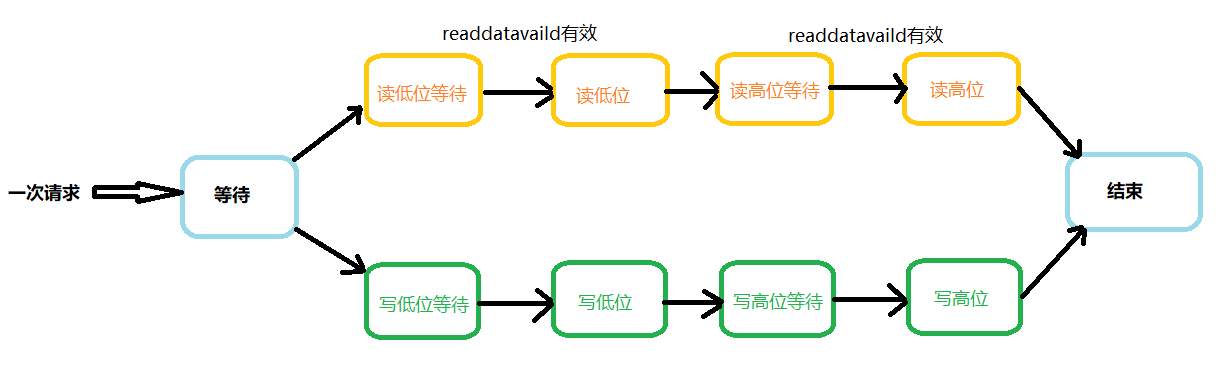 readdatavaild有效
readdatavaild有效
读低位等待
读低位
读高位等待
读高位
一次请求
等待
结束
写低位等待
写低位
写高位等待
写高位